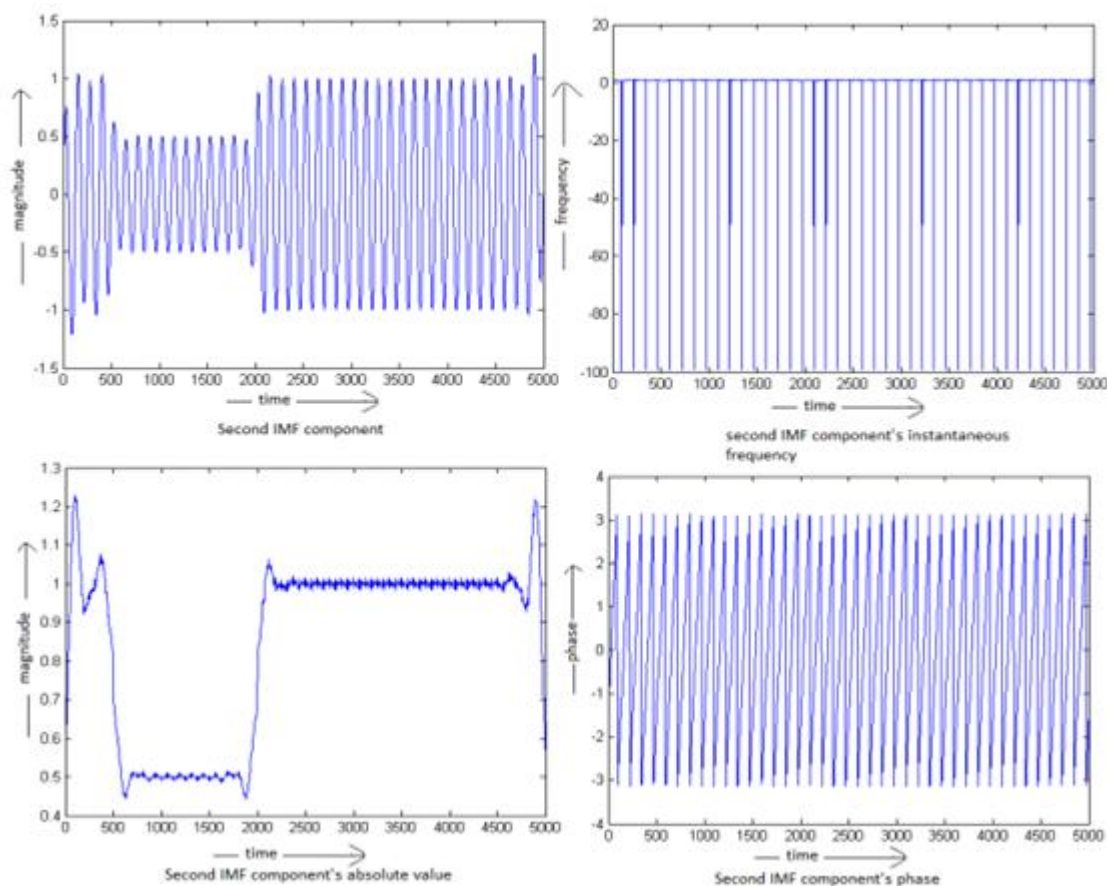 1.5
1
0.5
0
-0.5
-1
-1.5
magnitude
0 500 1000 1500 2000 2500 3000 3500 4000 4500 5000
time
Second IMF component
20
0
-20
-40
-60
-80
-100
frequency
0 500 1000 1500 2000 2500 3000 3500 4000 4500 5000
time
second IMF component's instantaneous
frequency
1.3
1.2
1.1
1
0.9
0.8
0.7
0.6
0.5
0.4
magnitude
0 500 1000 1500 2000 2500 3000 3500 4000 4500 5000
time
Second IMF component's absolute value
4
3
2
1
0
-1
-2
-3
-4
phase
0 500 1000 1500 2000 2500 3000 3500 4000 4500 5000
time
Second IMF component's phase